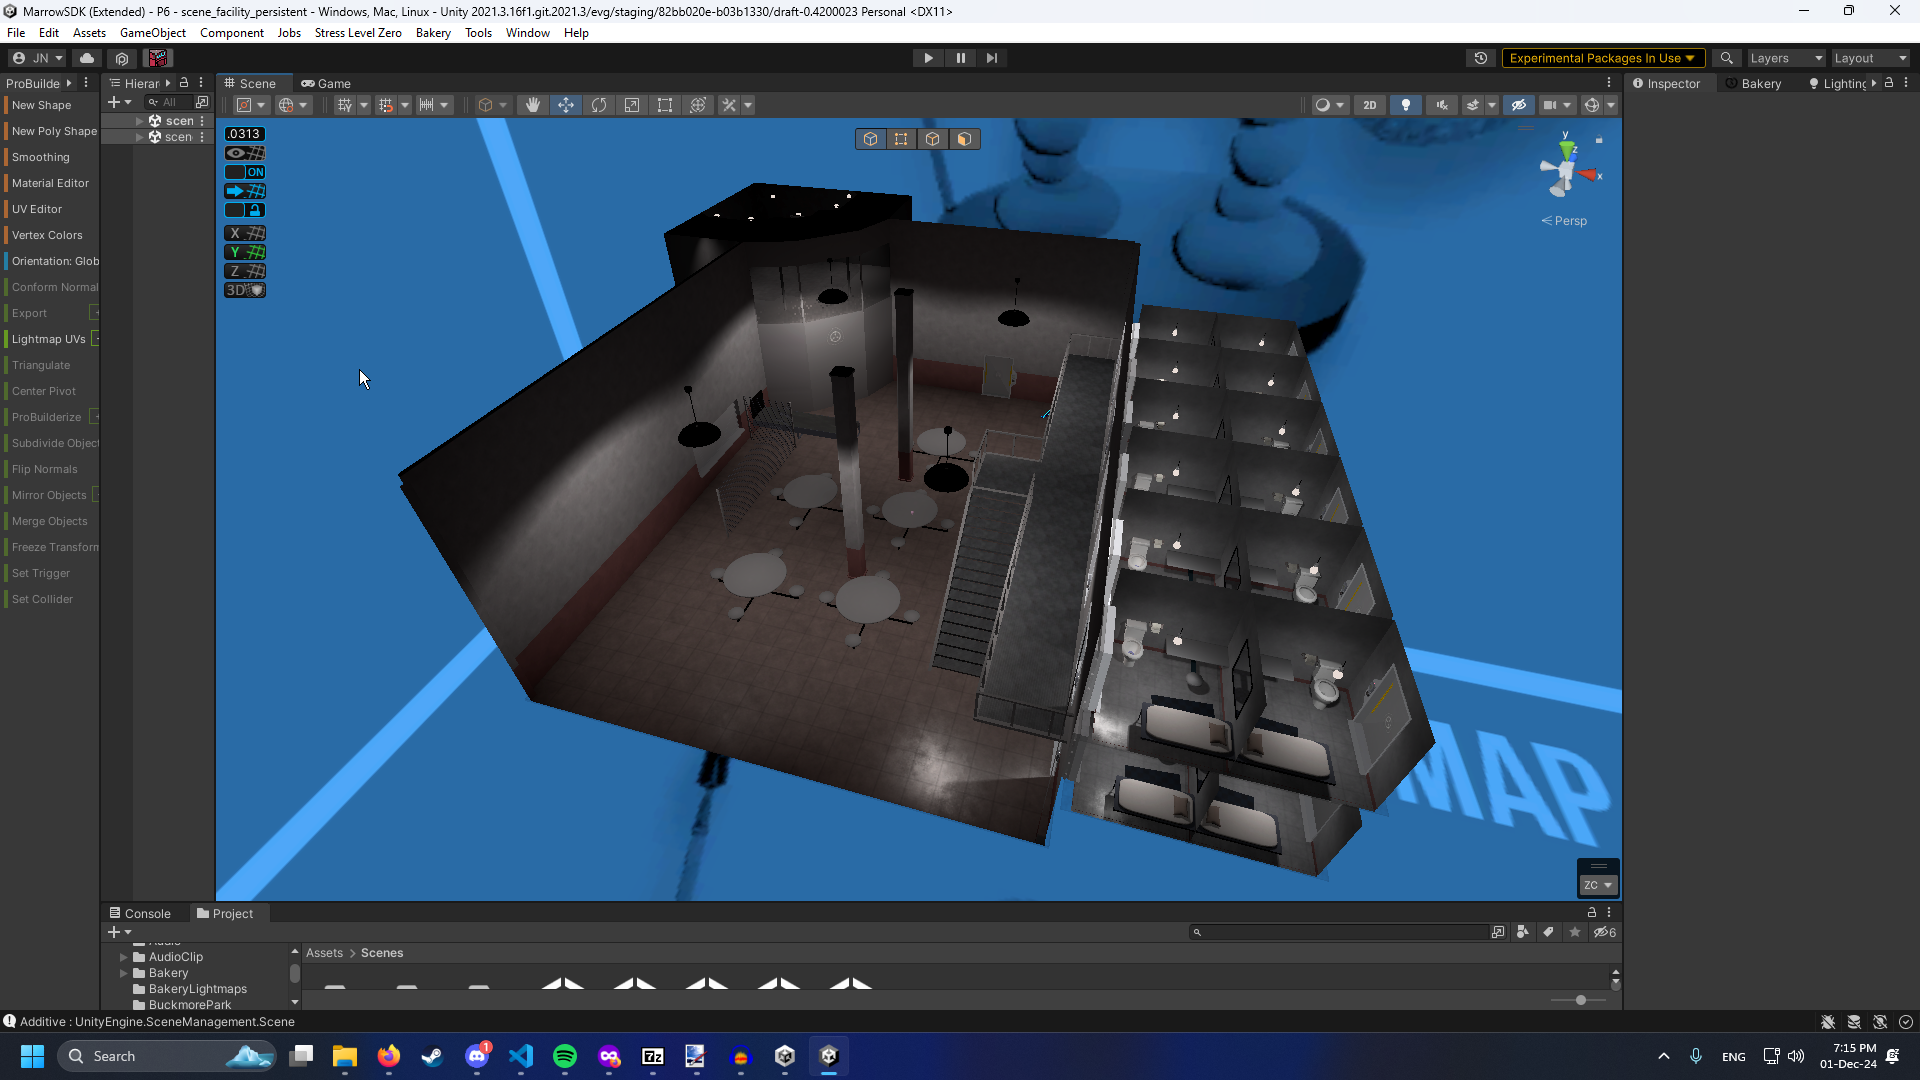 MarrowSDK (Extended) - P6 - scene_facility_persistent - Windows, Mac, Linux - Unity 2021.3.16f1.git.2021.3/evg/staging/82bb020e-b03b1330/draft-0.4200023 Personal <DX11>
File Edit Assets GameObject Component Jobs Stress Level Zero Bakery Tools Window Help
JN
Experimental Packages In Use
Layers
Layout
ProBuilde
Hierar
Scene
Game
Inspector
Bakery
Lighting
All
2D
New Shape
New Poly Shape
Smoothing
Material Editor
UV Editor
Vertex Colors
Orientation: Glob
Conform Normal
Export
Lightmap UVs
Triangulate
Center Pivot
ProBuilderize
Subdivide Object
Flip Normals
Mirror Objects
Merge Objects
Freeze Transform
Set Trigger
Set Collider
scen
scen
.0313
ON
X
Y
Z
3D
y
z
x
Persp
MAP
ZC
Console
Project
6
Audio
AudioClip
Bakery
BakeryLightmaps
BuckmorePark
Assets > Scenes
Additive : UnityEngine.SceneManagement.Scene
Search
1
7z
ENG
7:15 PM
01-Dec-24